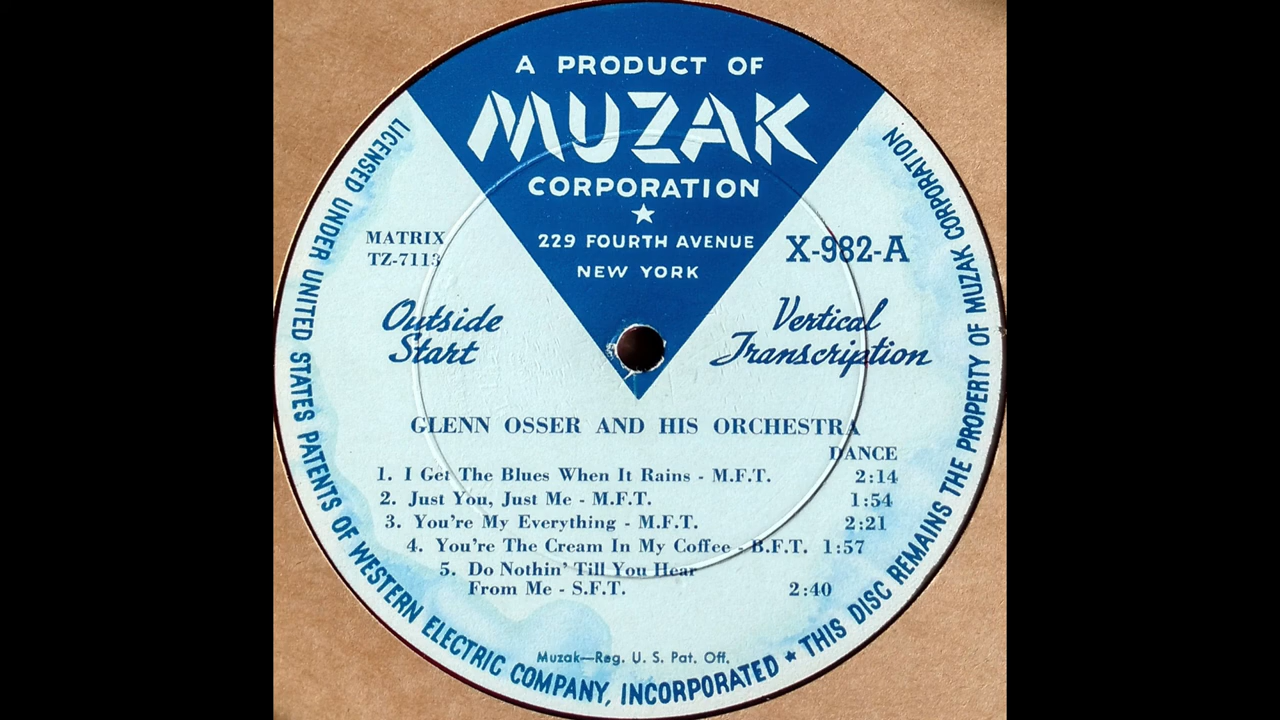 A PRODUCT OF
MUZAK
CORPORATION
229 FOURTH AVENUE
NEW YORK
MATRIX
TZ-7113
X-982-A
Outside
Start
Vertical
Transcription
GLENN OSSER AND HIS ORCHESTRA
DANCE
1. I Get The Blues When It Rains - M.F.T. 2:14
2. Just You, Just Me - M.F.T. 1:54
3. You're My Everything - M.F.T. 2:21
4. You're The Cream In My Coffee - B.F.T. 1:57
5. Do Nothin' Till You Hear
From Me - S.F.T. 2:40
Muzak—Reg. U. S. Pat. Off.
LICENSED UNDER UNITED STATES PATENTS OF WESTERN ELECTRIC COMPANY, INCORPORATED ★ THIS DISC REMAINS THE PROPERTY OF MUZAK CORPORATION